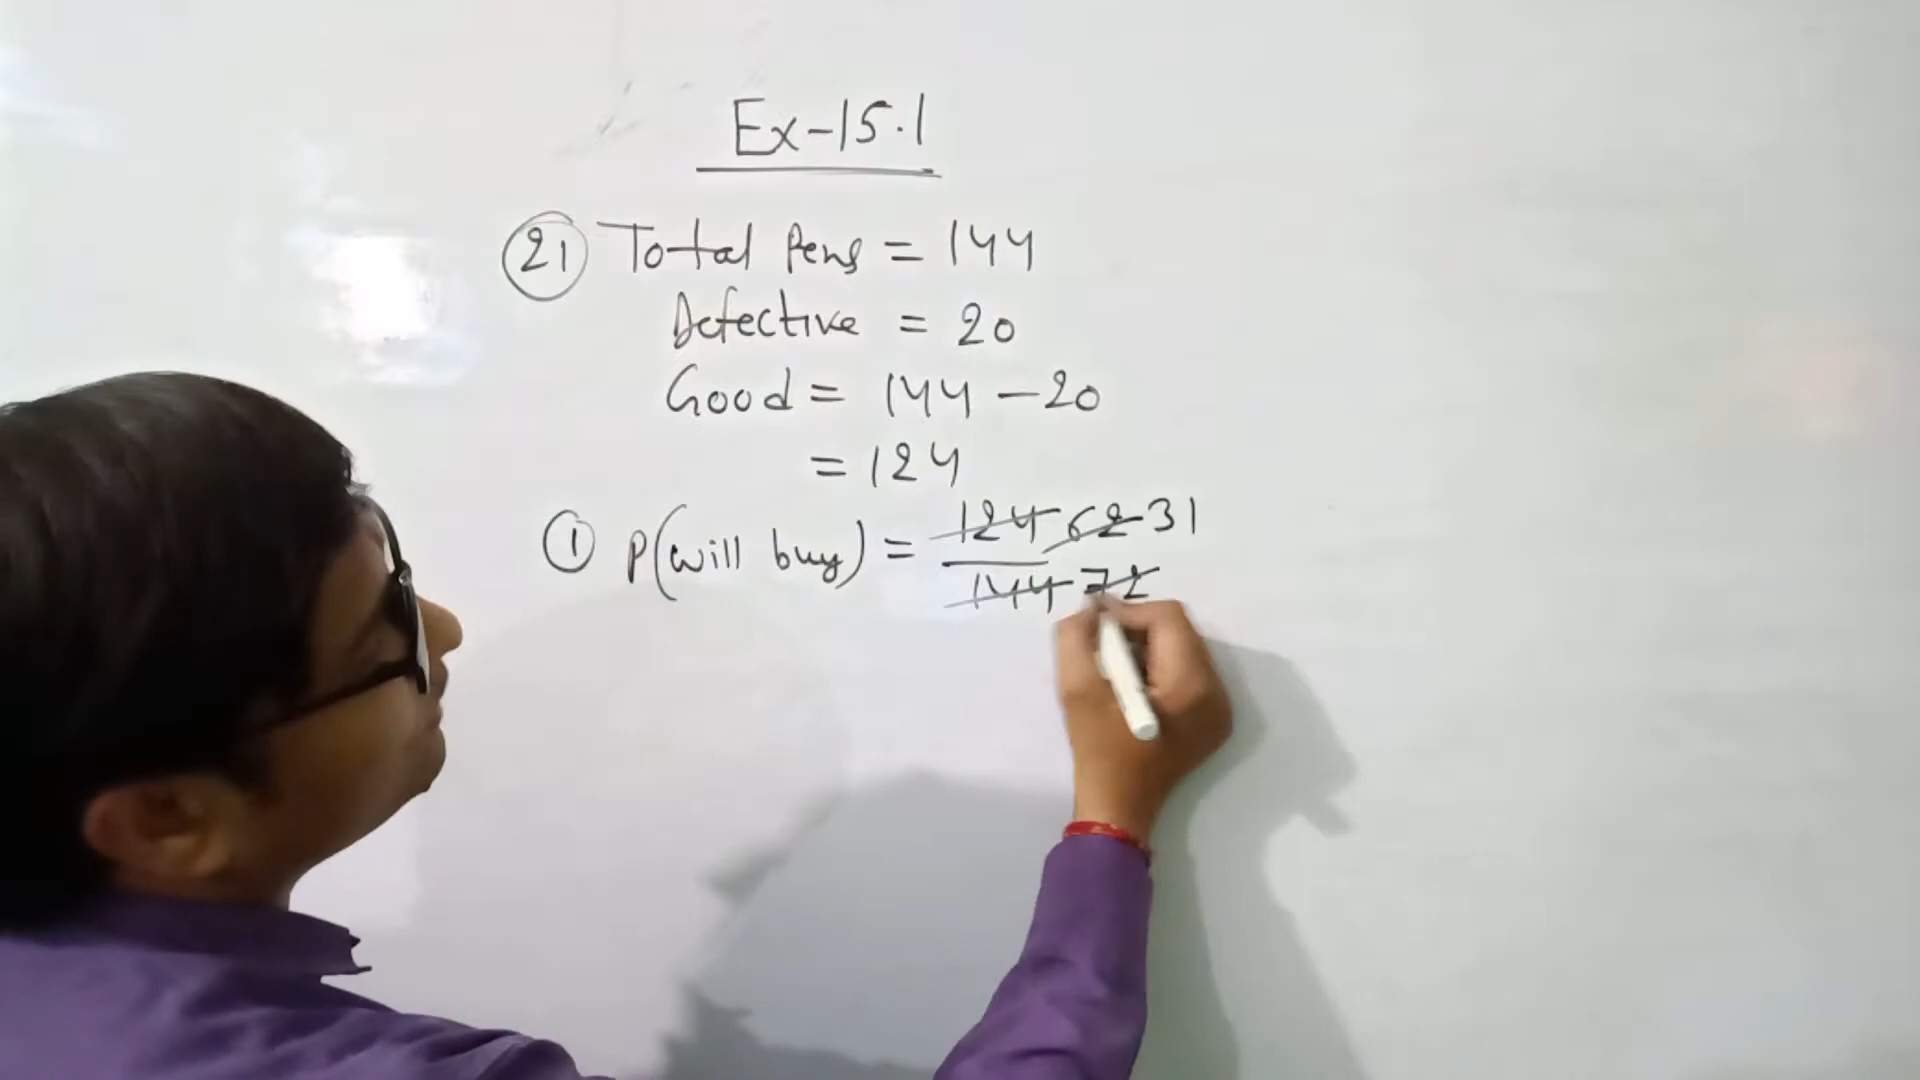 Ex-15.1
21 Total Pens = 144
Defective = 20
Good = 144 - 20
= 124
1 P(will buy) = 124 62 31
144 72